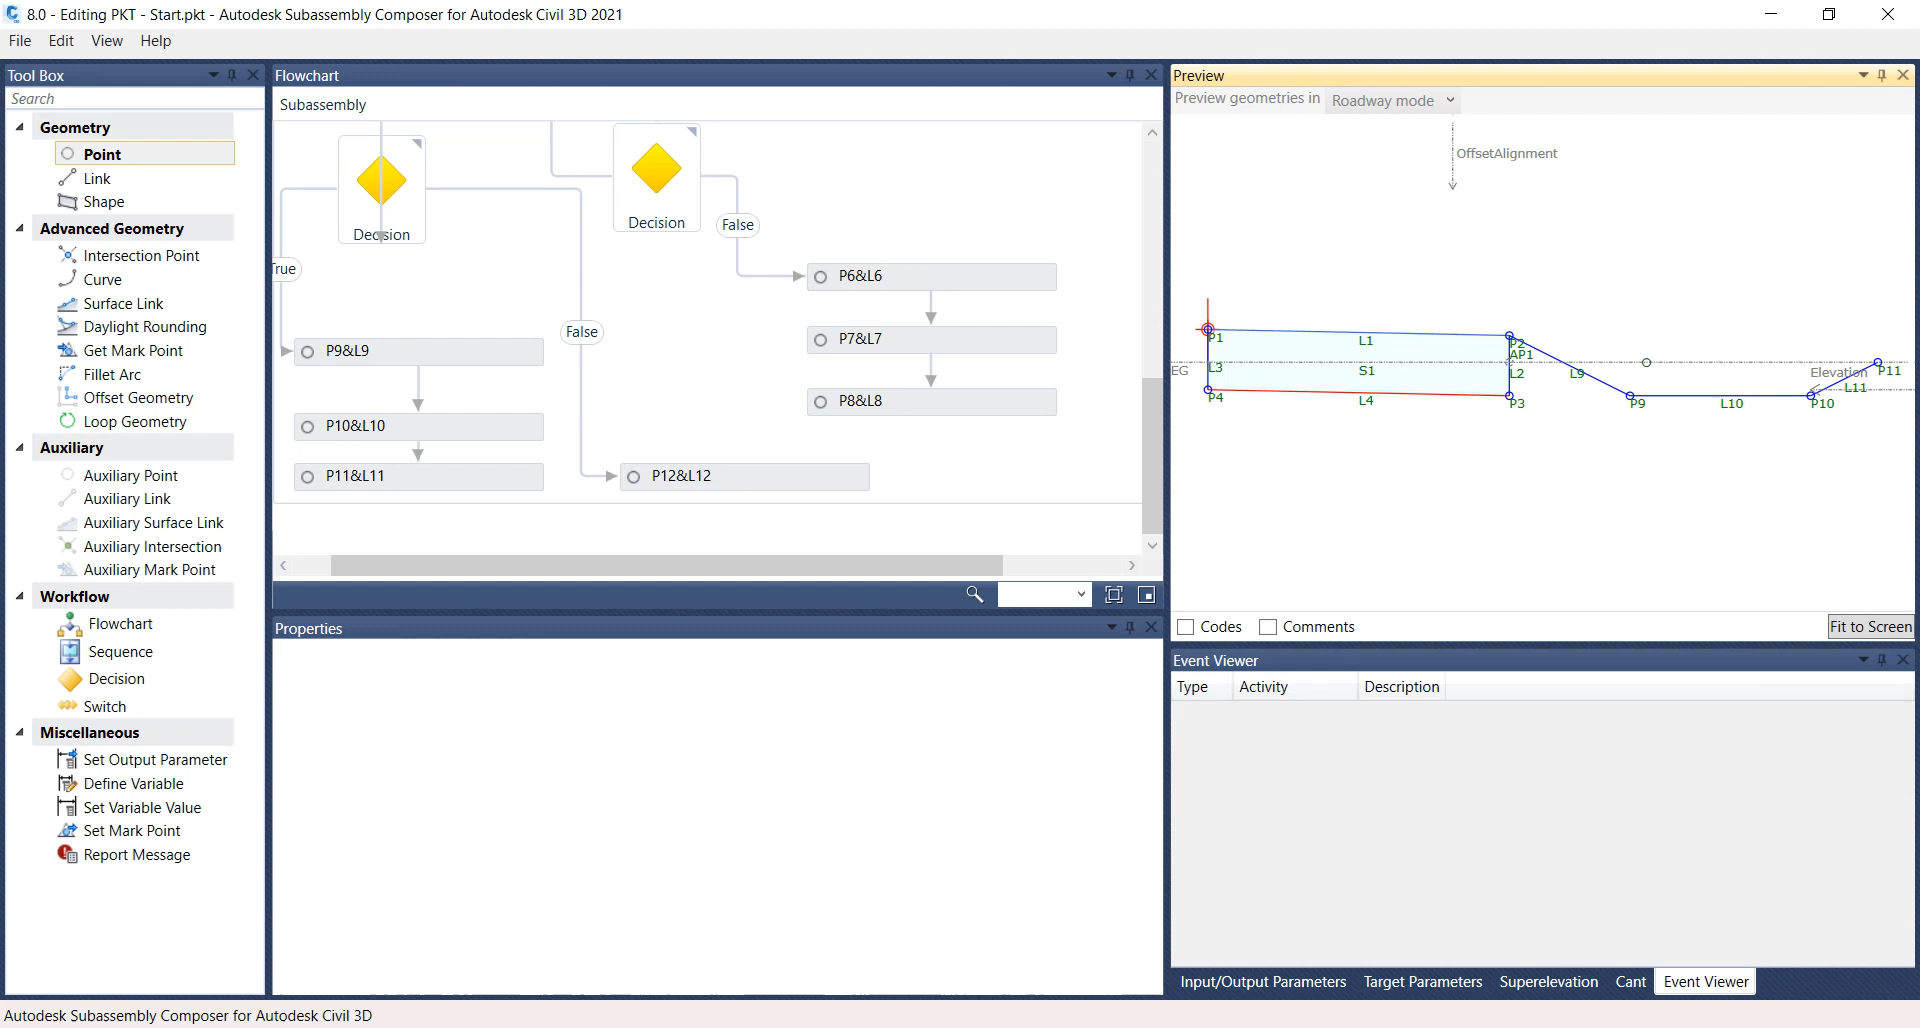 8.0 - Editing PKT - Start.pkt - Autodesk Subassembly Composer for Autodesk Civil 3D 2021
File Edit View Help
Tool Box
Search
Geometry
Point
Link
Shape
Advanced Geometry
Intersection Point
Curve
Surface Link
Daylight Rounding
Get Mark Point
Fillet Arc
Offset Geometry
Loop Geometry
Auxiliary
Auxiliary Point
Auxiliary Link
Auxiliary Surface Link
Auxiliary Intersection
Auxiliary Mark Point
Workflow
Flowchart
Sequence
Decision
Switch
Miscellaneous
Set Output Parameter
Define Variable
Set Variable Value
Set Mark Point
Report Message
Flowchart
Subassembly
Decision
Decision
False
True
False
P6&L6
P7&L7
P8&L8
P9&L9
P10&L10
P11&L11
P12&L12
Properties
Preview
Preview geometries in Roadway mode
OffsetAlignment
P1 L1 P2
AP1
EG L3 S1 L2 L9 Elevation P11
L11
P4 L4 P3 P9 L10 P10
Codes Comments Fit to Screen
Event Viewer
Type Activity Description
Input/Output Parameters Target Parameters Superelevation Cant Event Viewer
Autodesk Subassembly Composer for Autodesk Civil 3D